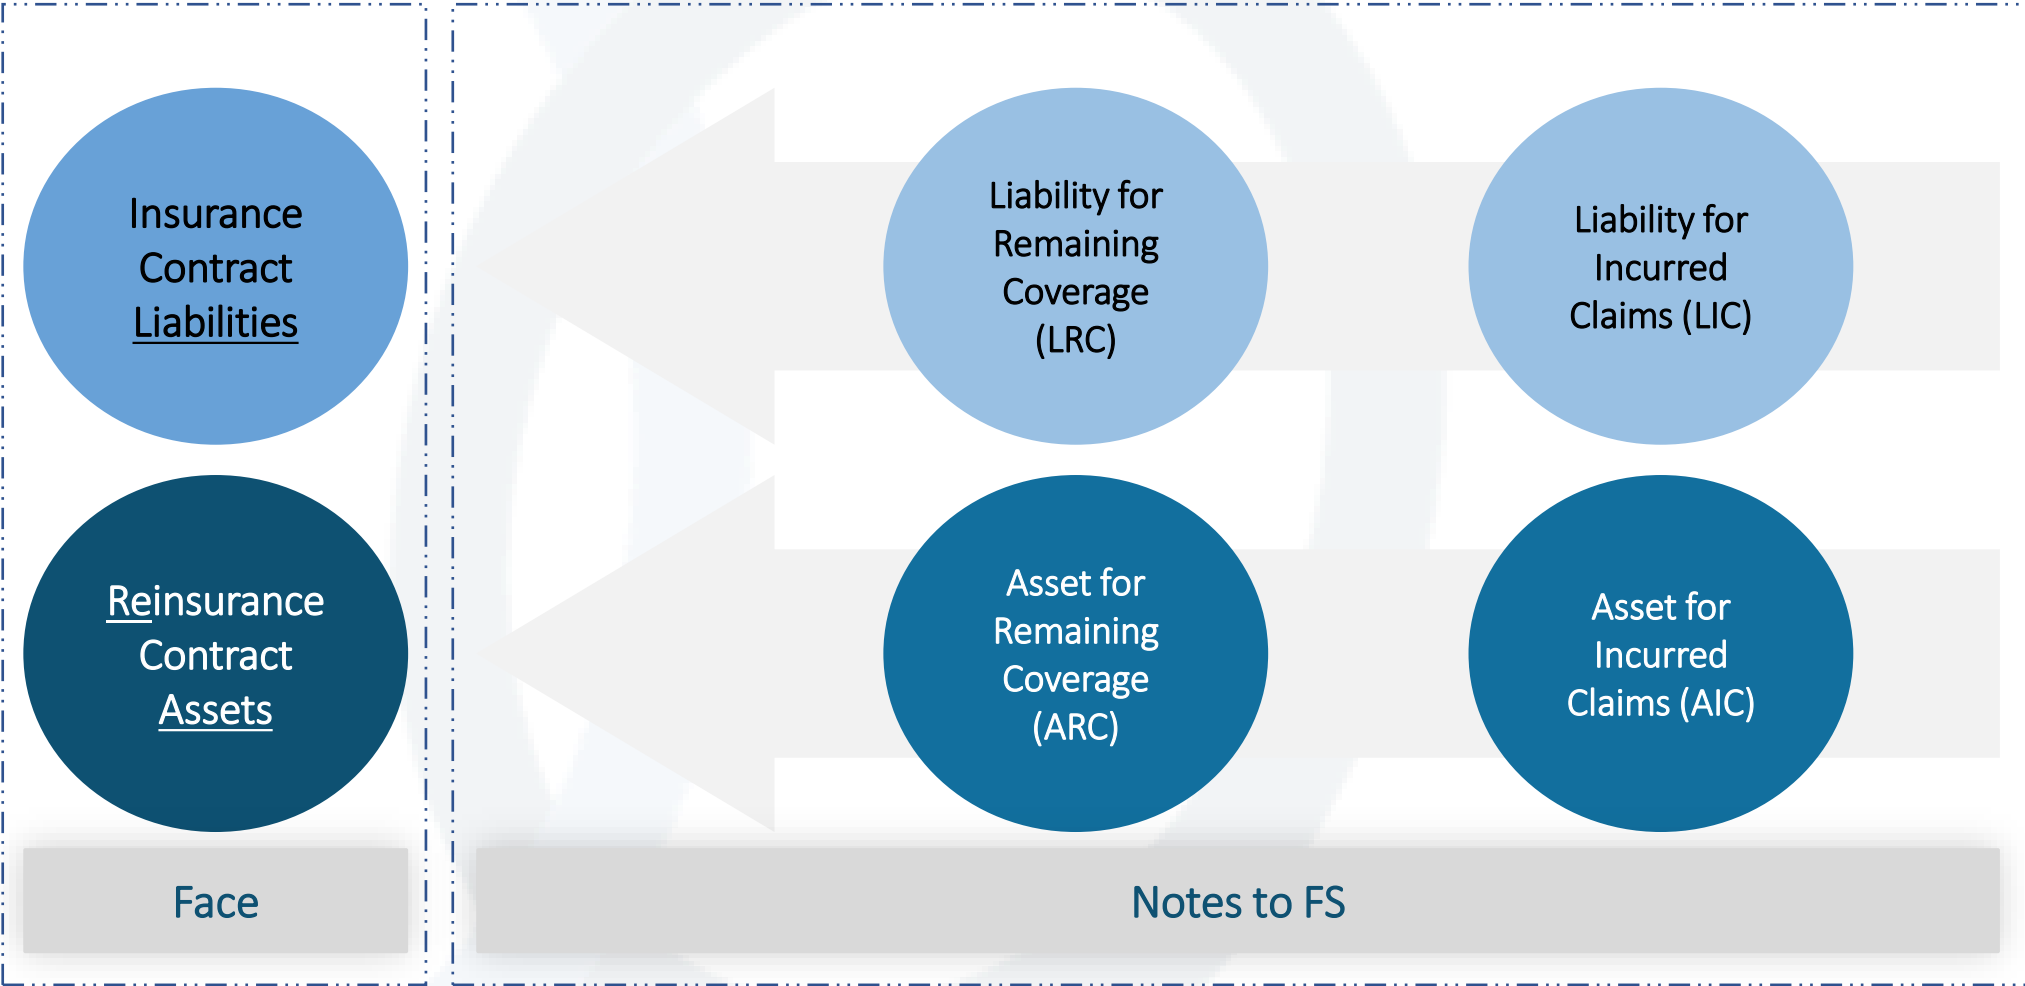 Insurance
Contract
Liabilities
Liability for
Remaining
Coverage
(LRC)
Liability for
Incurred
Claims (LIC)
Reinsurance
Contract
Assets
Asset for
Remaining
Coverage
(ARC)
Asset for
Incurred
Claims (AIC)
Face
Notes to FS